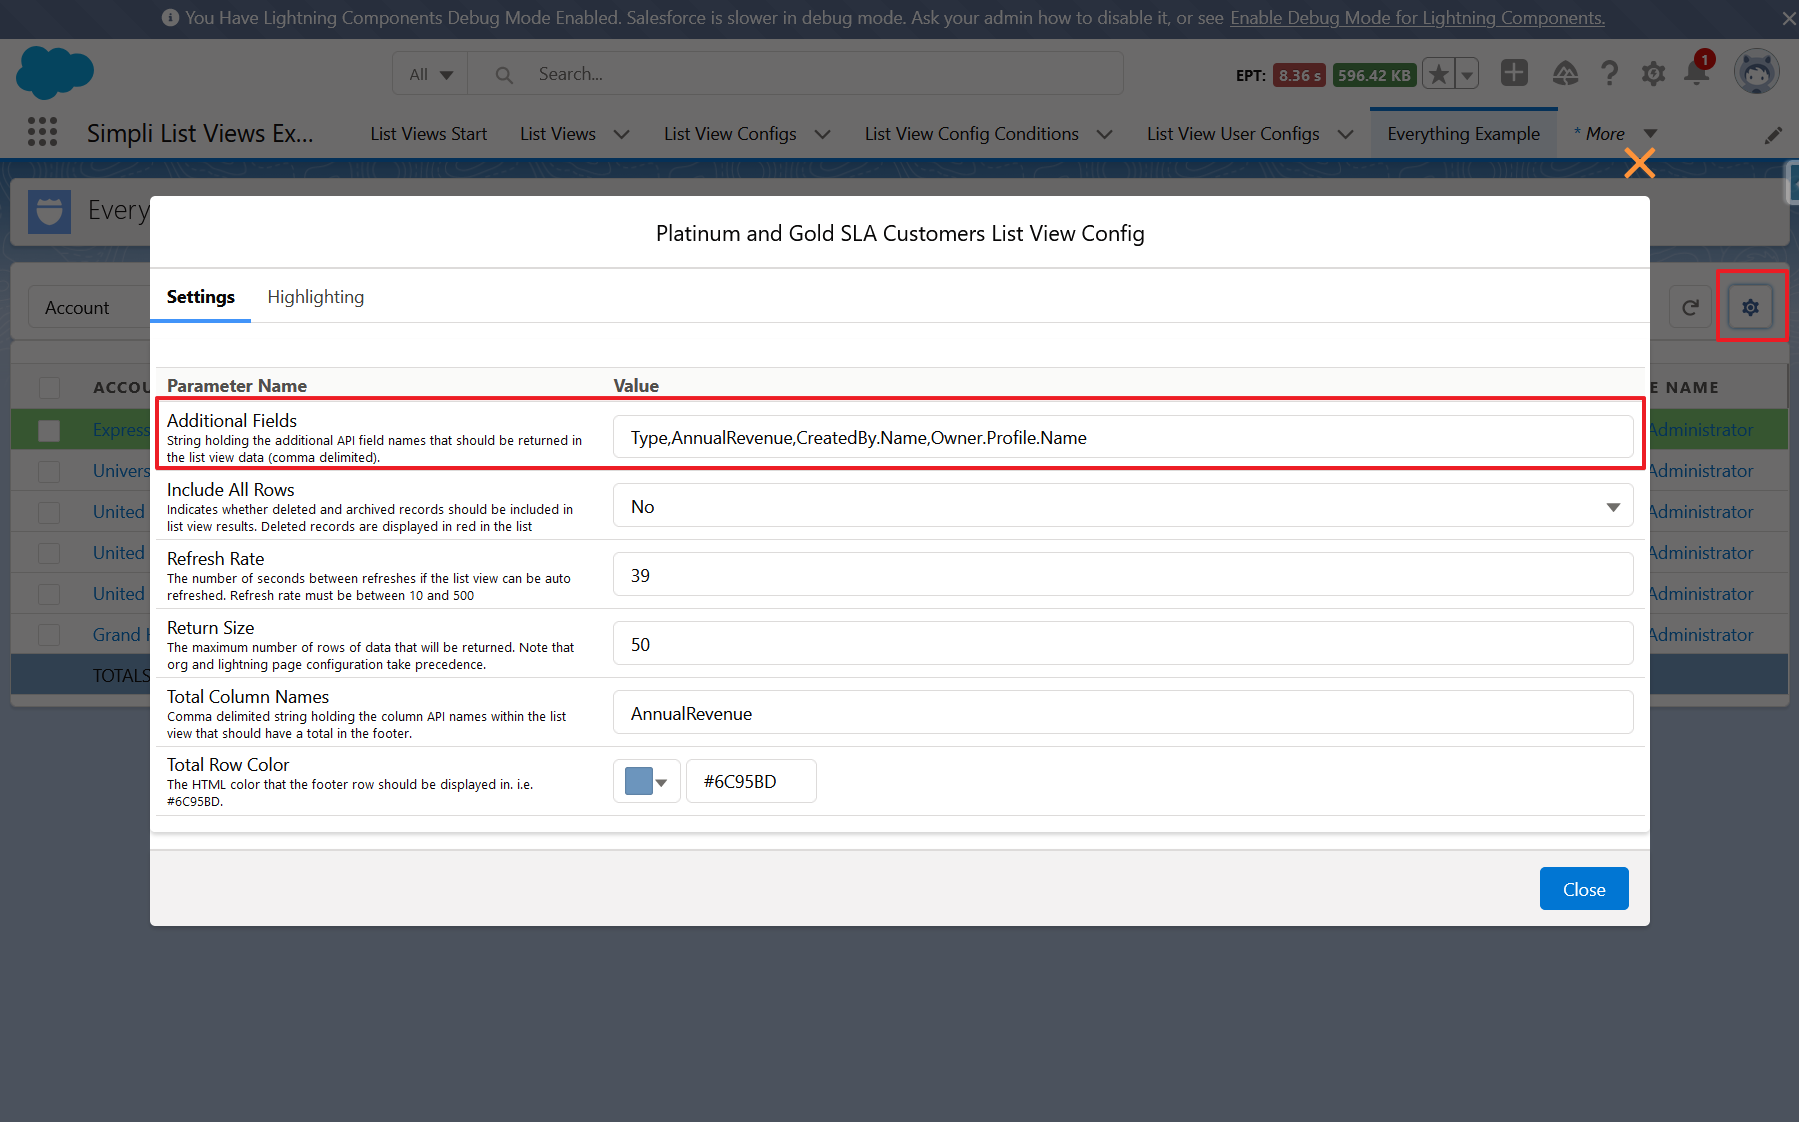 You Have Lightning Components Debug Mode Enabled. Salesforce is slower in debug mode. Ask your admin how to disable it, or see Enable Debug Mode for Lightning Components.
All Search... EPT: 8.36 s 596.42 KB 1
Simpli List Views Ex... List Views Start List Views List View Configs List View Config Conditions List View User Configs Everything Example * More
Every
Platinum and Gold SLA Customers List View Config
Settings Highlighting
Account
Parameter Name Value
ACCOU E NAME
Additional Fields
String holding the additional API field names that should be returned in
the list view data (comma delimited).
Type,AnnualRevenue,CreatedBy.Name,Owner.Profile.Name
Express Administrator
Univers Administrator
Include All Rows
Indicates whether deleted and archived records should be included in
list view results. Deleted records are displayed in red in the list
No
United Administrator
Refresh Rate
The number of seconds between refreshes if the list view can be auto
refreshed. Refresh rate must be between 10 and 500
39
United Administrator
United Administrator
Return Size
The maximum number of rows of data that will be returned. Note that
org and lightning page configuration take precedence.
50
Grand Administrator
TOTALS
Total Column Names
Comma delimited string holding the column API names within the list
view that should have a total in the footer.
AnnualRevenue
Total Row Color
The HTML color that the footer row should be displayed in. i.e.
#6C95BD.
#6C95BD
Close